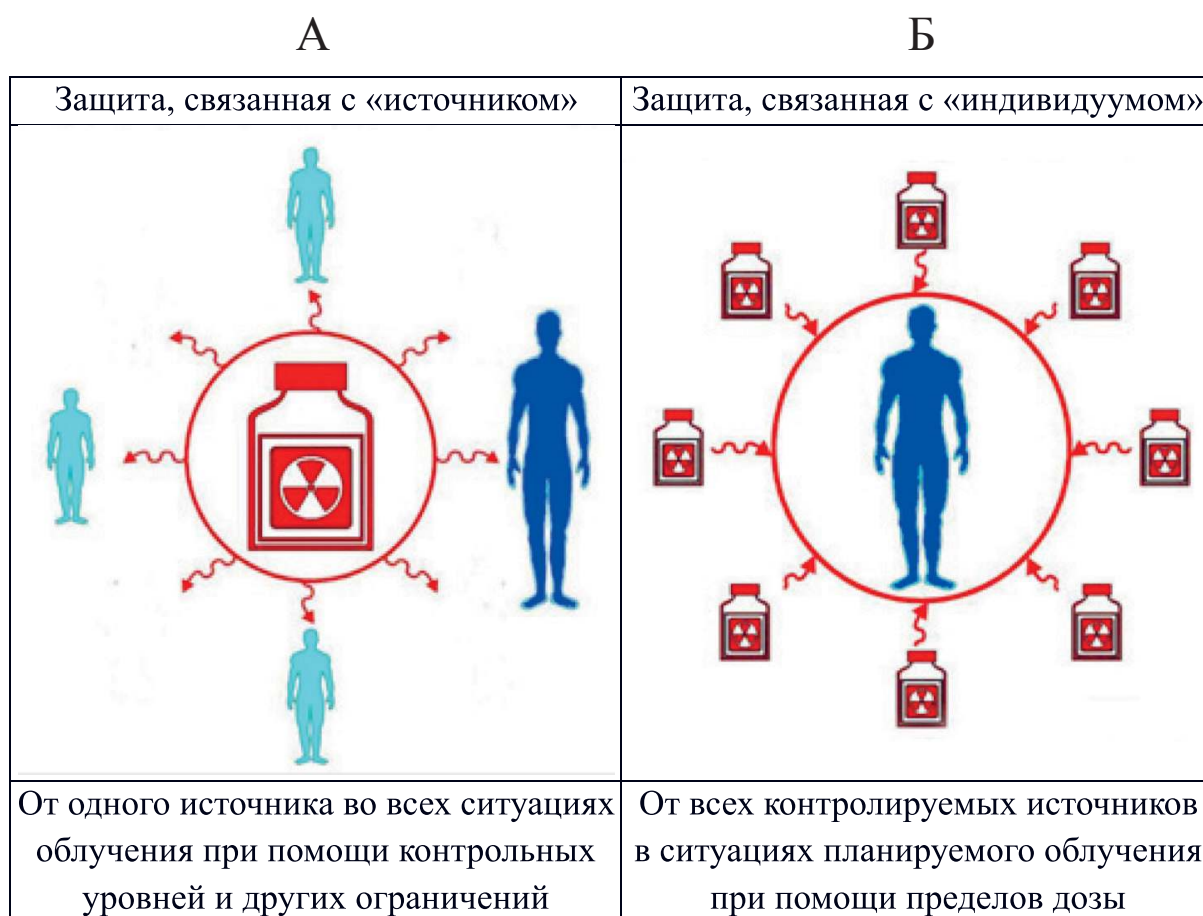 А
Б
Защита, связанная с «источником»
Защита, связанная с «индивидуумом»
От одного источника во всех ситуациях
облучения при помощи контрольных
уровней и других ограничений
От всех контролируемых источников
в ситуациях планируемого облучения
при помощи пределов дозы